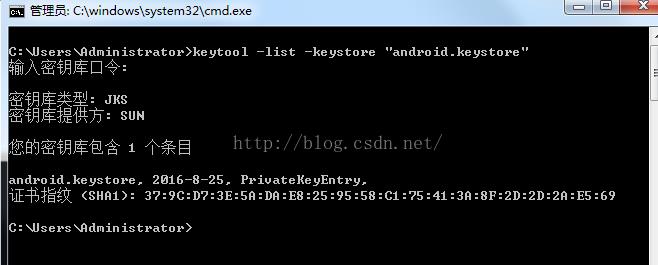 管理员: C:\windows\system32\cmd.exe
C:\Users\Administrator>keytool -list -keystore "android.keystore"
输入密钥库口令:
密钥库类型: JKS
密钥库提供方: SUN
您的密钥库包含 1 个条目
http://blog.csdn.net/
android.keystore, 2016-8-25, PrivateKeyEntry,
证书指纹 (SHA1): 37:9C:D7:3E:5A:DA:E8:25:95:58:C1:75:41:3A:8F:2D:2D:2A:E5:69
C:\Users\Administrator>